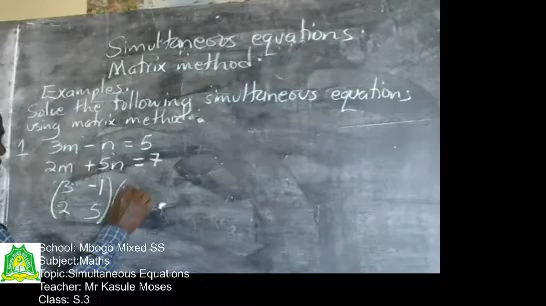 Simultaneous equations.
Matrix method.
Examples.
Solve the following simultaneous equations
using matrix method.
1 3m - n = 5
2m + 5n = 7
(3 -1) (
(2 5)
School: Mbogo Mixed SS
Subject:Maths
Topic:Simultaneous Equations
Teacher: Mr Kasule Moses
Class: S.3